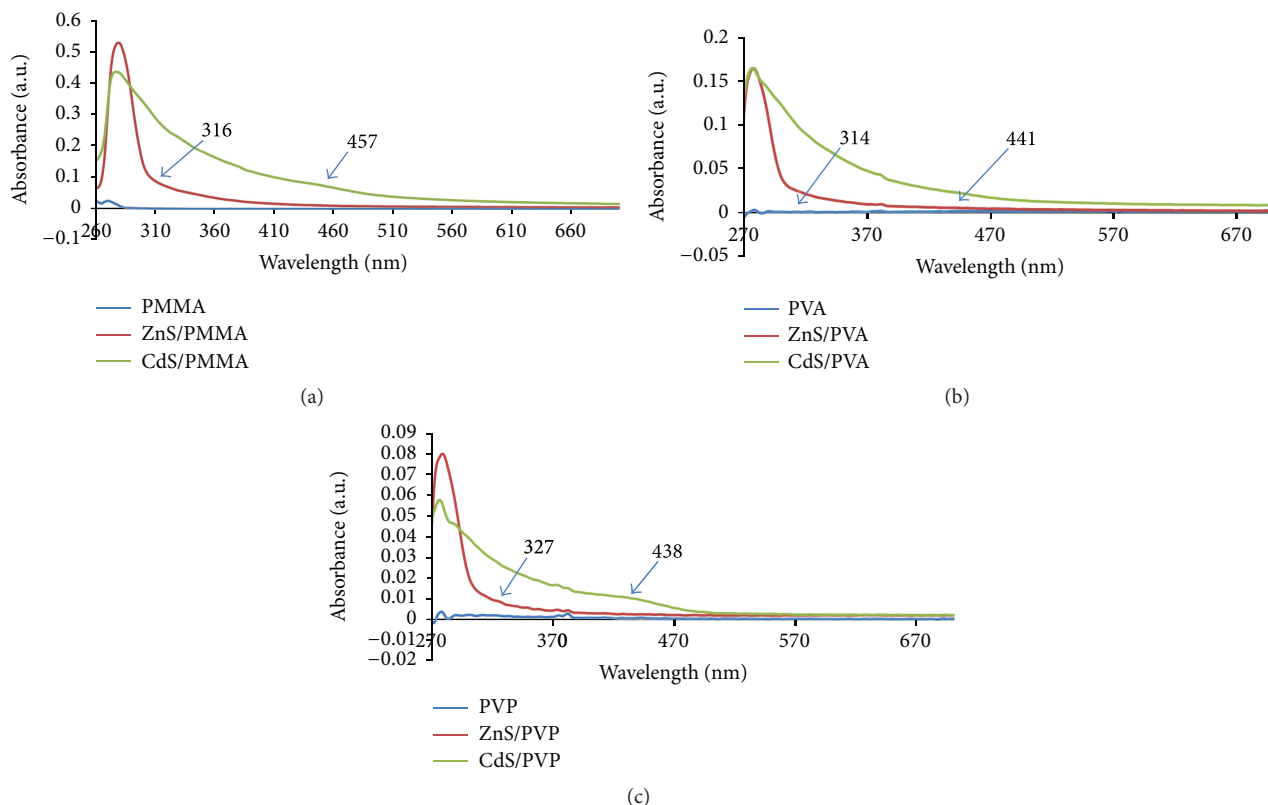 0.6
0.5
0.4
0.3
0.2
0.1
0
−0.1
Absorbance (a.u.)
316
457
260 310 360 410 460 510 560 610 660
Wavelength (nm)
PMMA
ZnS/PMMA
CdS/PMMA
(a)
0.2
0.15
0.1
0.05
0
−0.05
Absorbance (a.u.)
314
441
270 370 470 570 670
Wavelength (nm)
PVA
ZnS/PVA
CdS/PVA
(b)
0.09
0.08
0.07
0.06
0.05
0.04
0.03
0.02
0.01
0
−0.01
−0.02
Absorbance (a.u.)
327
438
270 370 470 570 670
Wavelength (nm)
PVP
ZnS/PVP
CdS/PVP
(c)